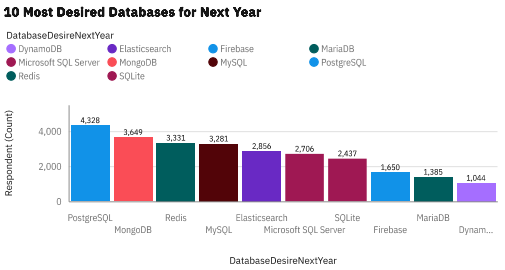 10 Most Desired Databases for Next Year
DatabaseDesireNextYear
DynamoDB Elasticsearch Firebase MariaDB
Microsoft SQL Server MongoDB MySQL PostgreSQL
Redis SQLite
Respondent (Count)
4,000
2,000
0
4,328
3,649
3,331
3,281
2,856
2,706
2,437
1,650
1,385
1,044
PostgreSQL Redis Elasticsearch SQLite MariaDB
MongoDB MySQL Microsoft SQL Server Firebase Dynam...
DatabaseDesireNextYear